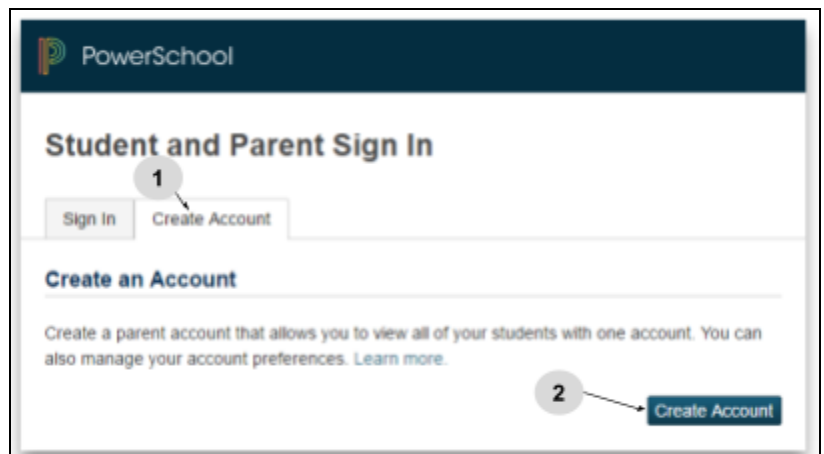 PowerSchool
Student and Parent Sign In
1
Sign In Create Account
Create an Account
Create a parent account that allows you to view all of your students with one account. You can
also manage your account preferences. Learn more.
2
Create Account